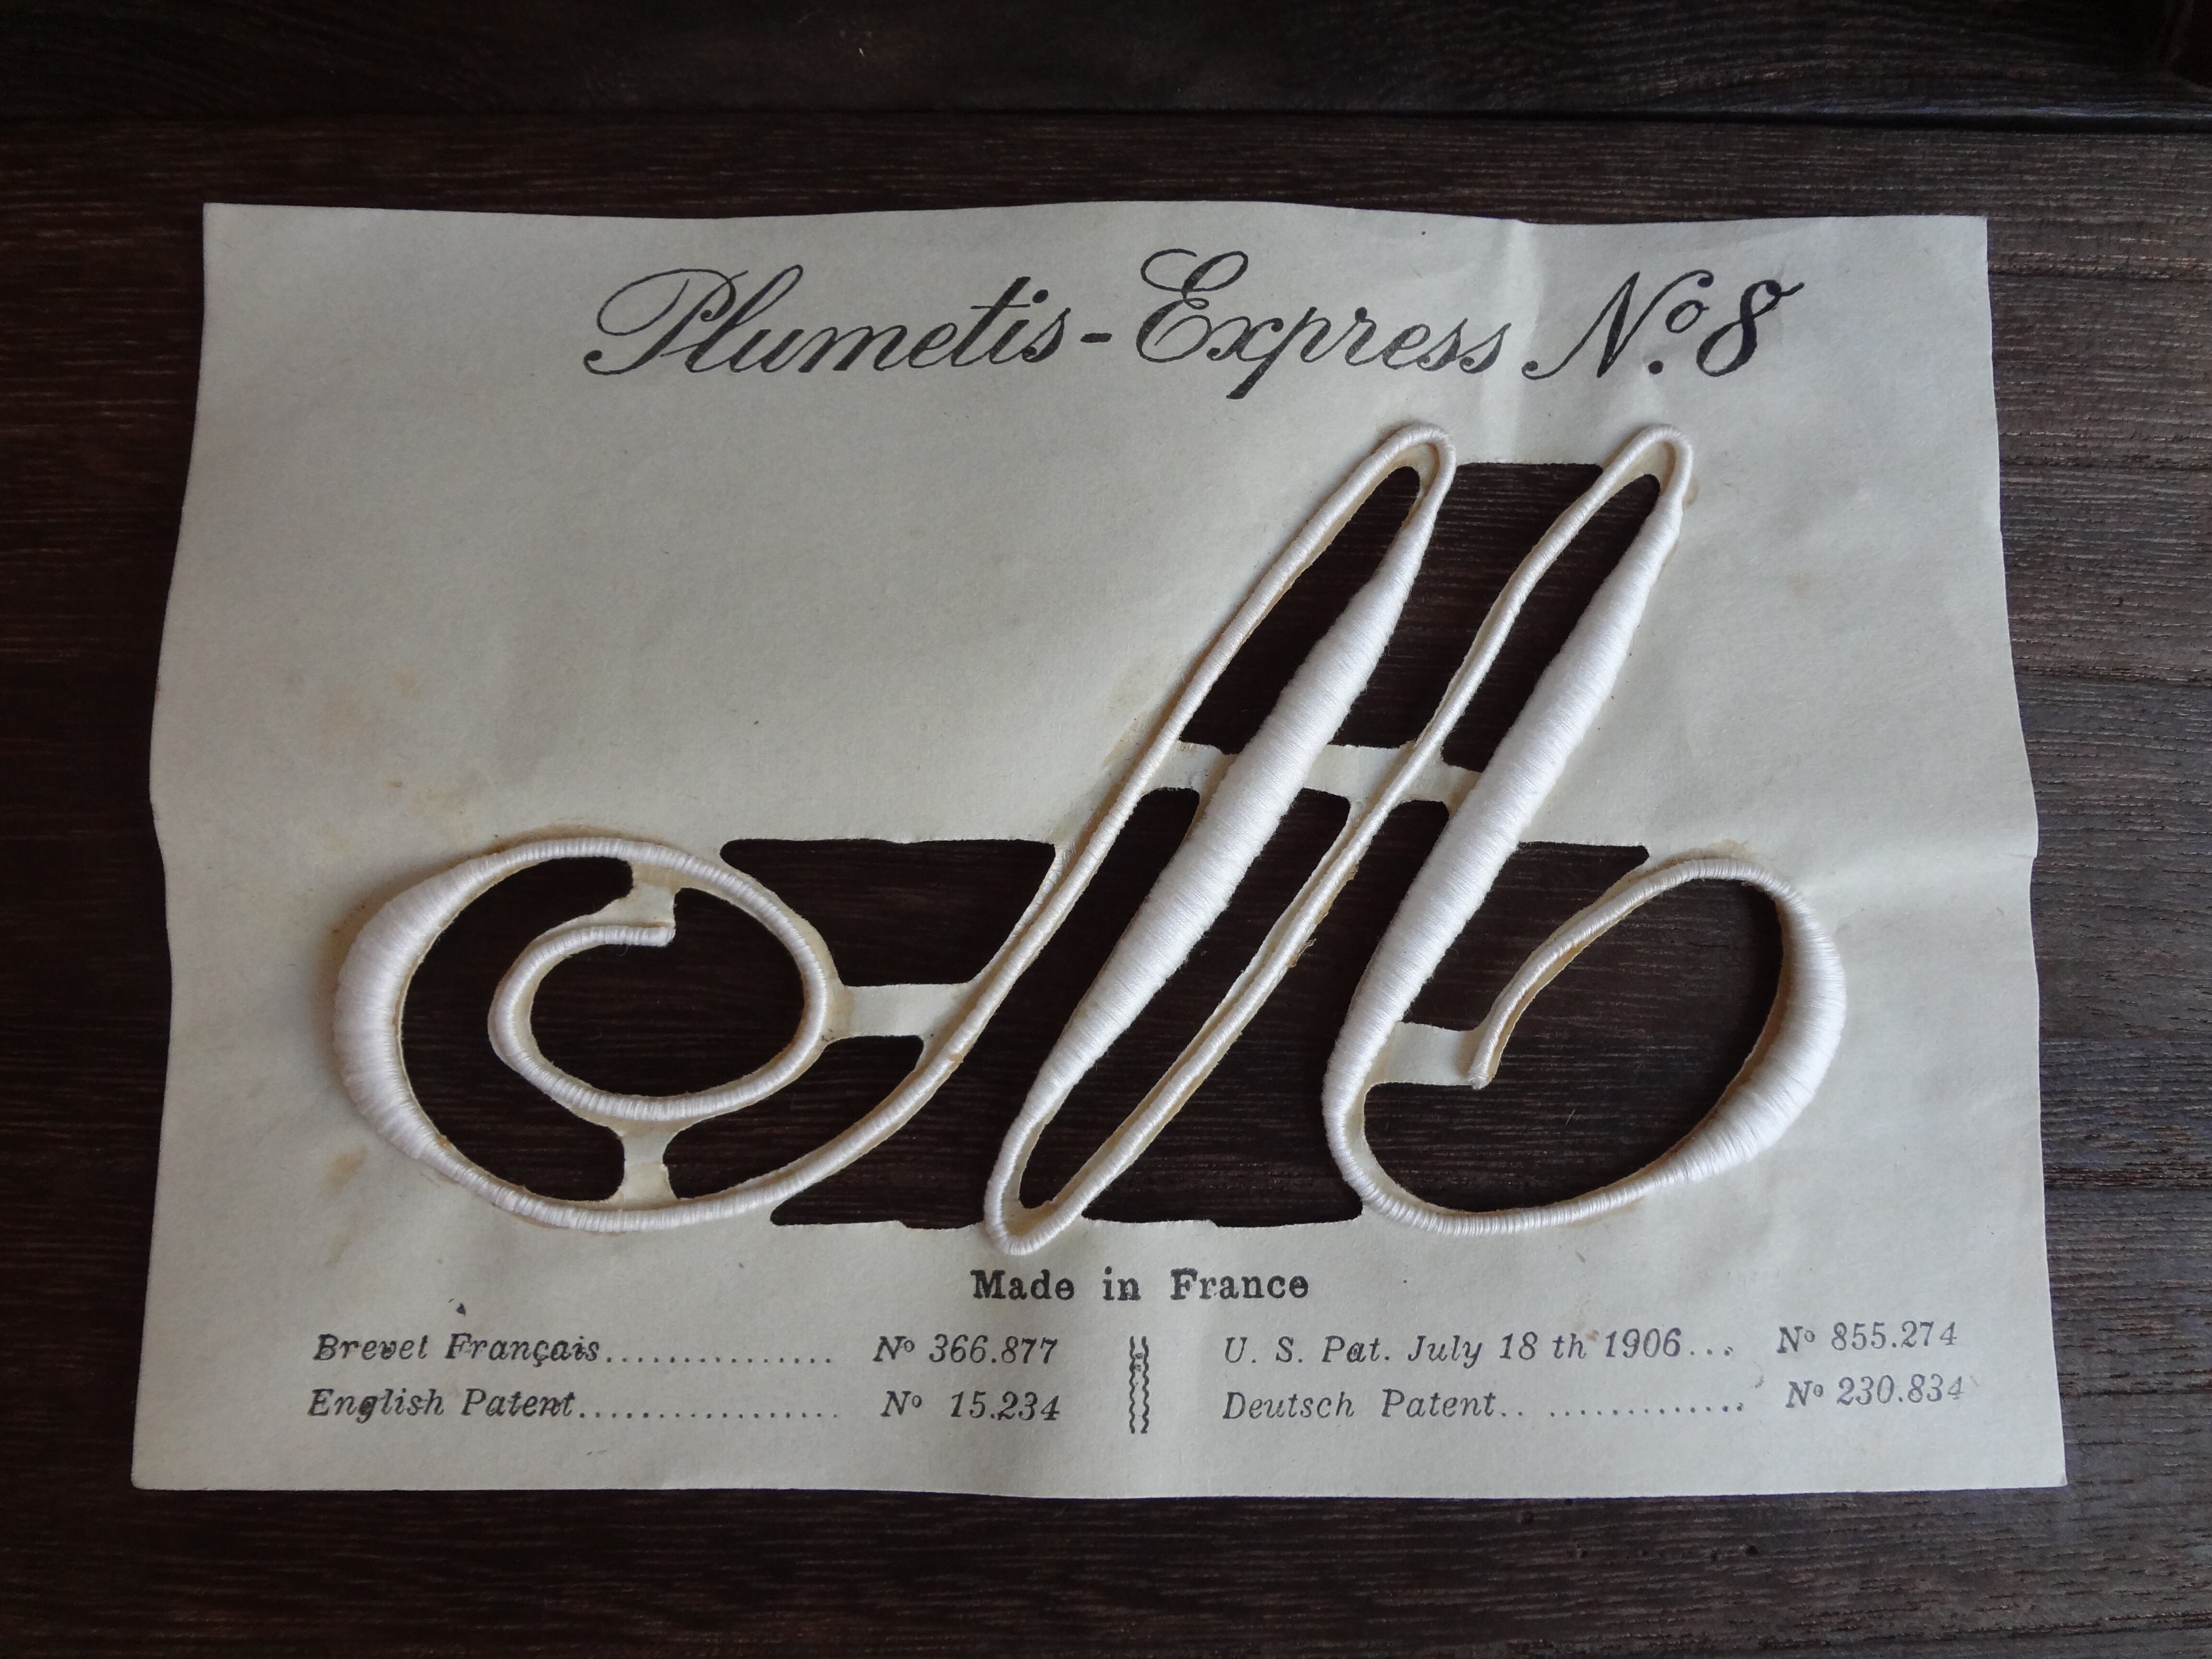 Plumetis-Express Nº. 8
M
Made in France
Brevet Français............... Nº 366.877
English Patent................. Nº 15.234
U. S. Pat. July 18 th 1906... Nº 855.274
Deutsch Patent.. ............. Nº 230.834